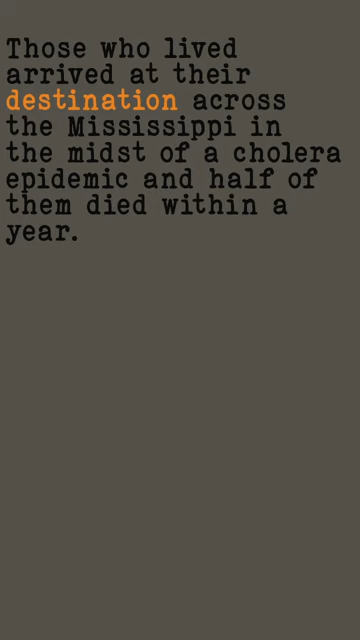 Those who lived
arrived at their
destination across
the Mississippi in
the midst of a cholera
epidemic and half of
them died within a
year.